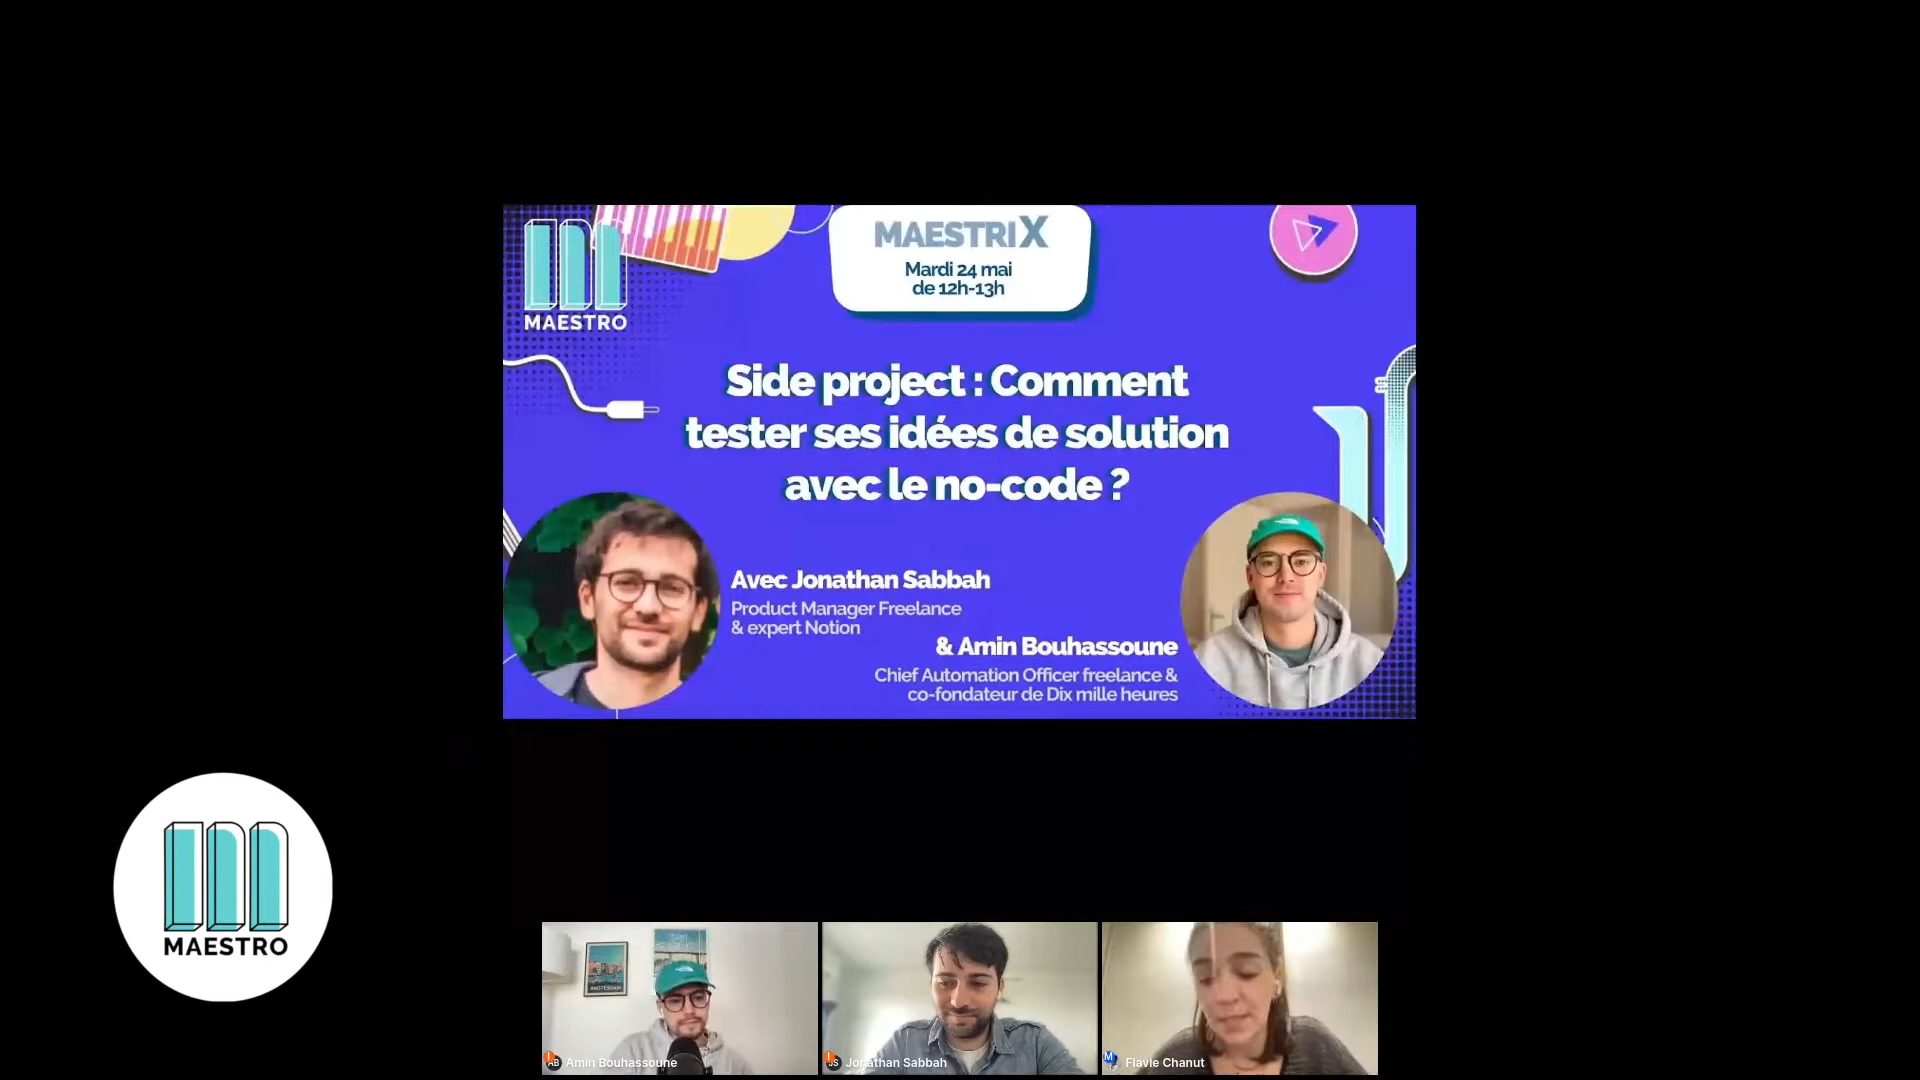 MAESTRO
MAESTRIX
Mardi 24 mai
de 12h-13h
Side project : Comment
tester ses idées de solution
avec le no-code ?
Avec Jonathan Sabbah
Product Manager Freelance
& expert Notion
& Amin Bouhassoune
Chief Automation Officer freelance &
co-fondateur de Dix mille heures
MAESTRO
AMSTERDAM
AB Amin Bouhassoune
JS Jonathan Sabbah
M Flavie Chanut